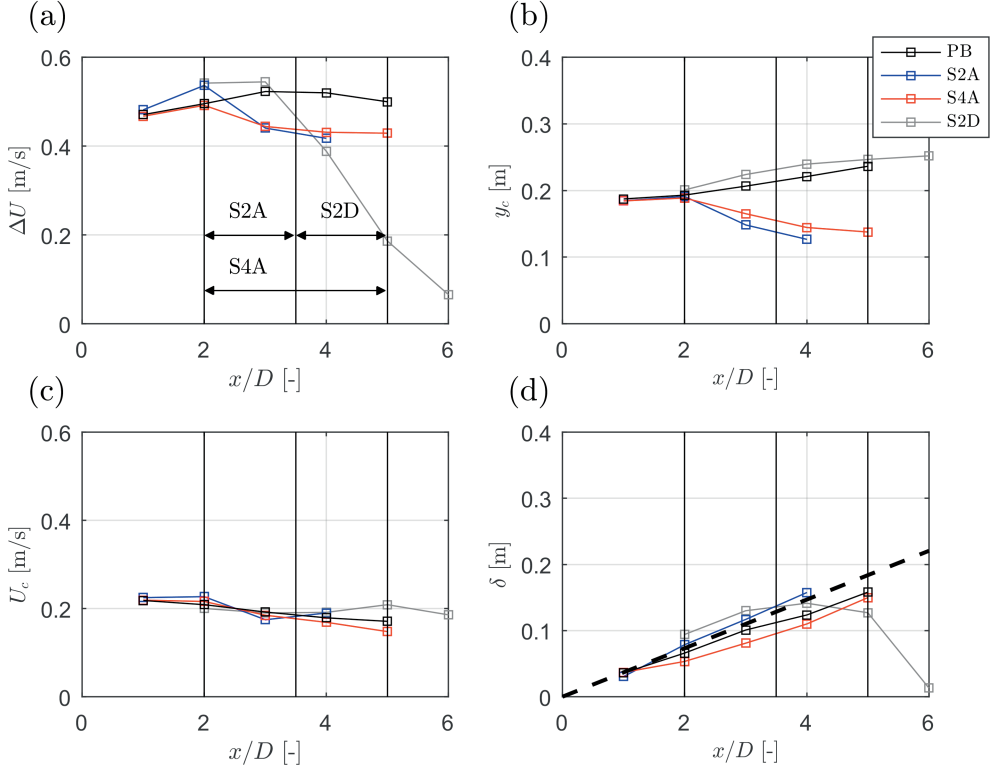 (a)
0.6
0.4
0.2
0
ΔU [m/s]
S2A
S2D
S4A
0 2 4 6
x/D [-]
(b)
PB
S2A
S4A
S2D
0.4
0.3
0.2
0.1
0
y_c [m]
0 2 4 6
x/D [-]
(c)
0.6
0.4
0.2
0
U_c [m/s]
0 2 4 6
x/D [-]
(d)
0.4
0.3
0.2
0.1
0
δ [m]
0 2 4 6
x/D [-]